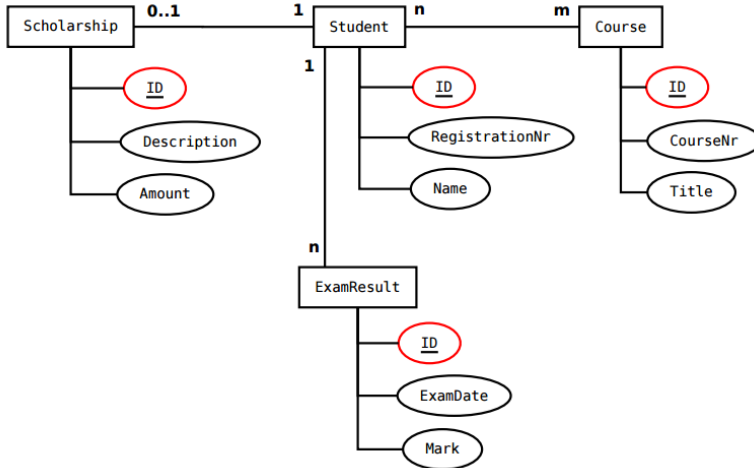 0..1
1
n
m
Scholarship
Student
Course
1
ID
ID
ID
Description
RegistrationNr
CourseNr
Amount
Name
Title
n
ExamResult
ID
ExamDate
Mark